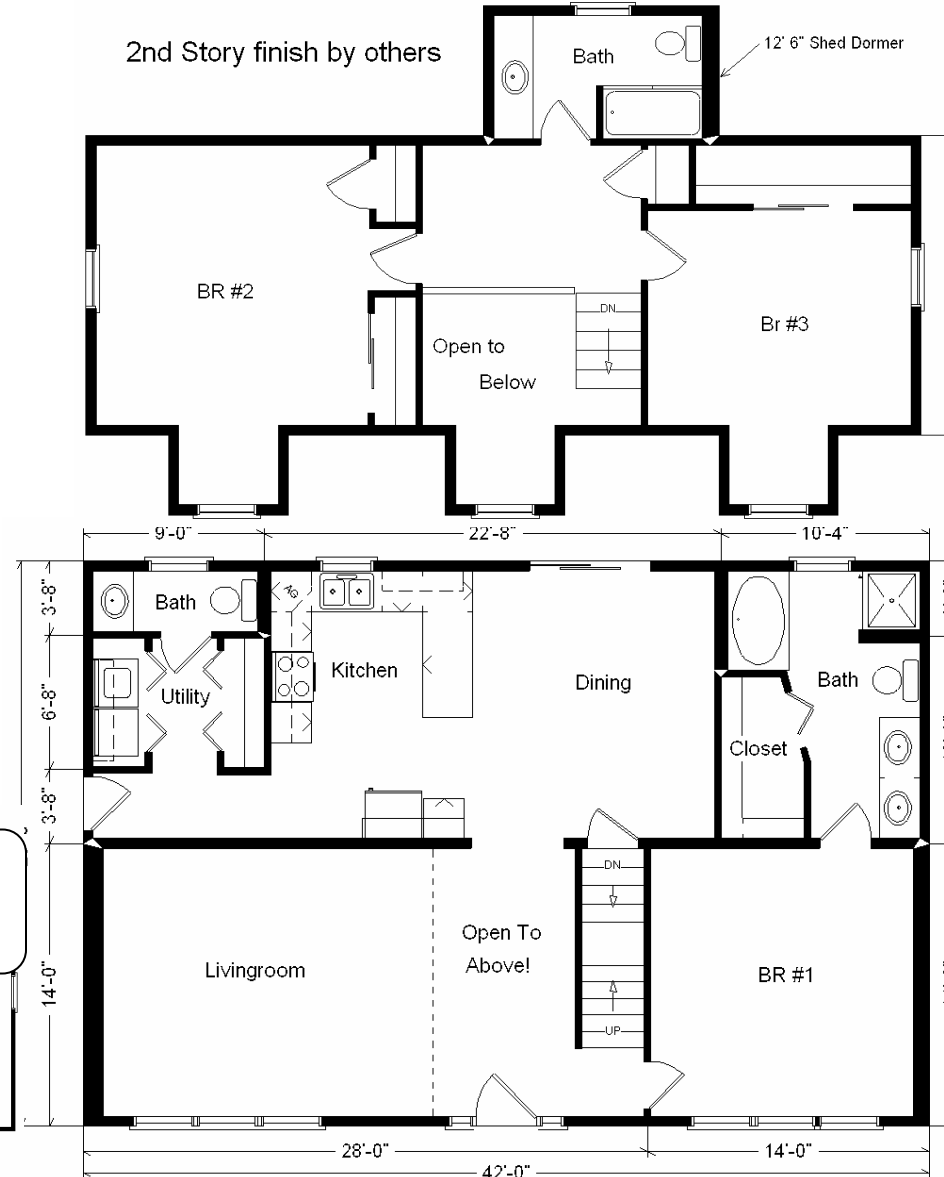 2nd Story finish by others
Bath
12' 6" Shed Dormer
BR #2
Br #3
DN
Open to
Below
9'-0"
22'-8"
10'-4"
3'-8"
Bath
AG
Kitchen
Dining
Bath
Utility
6'-8"
Closet
3'-8"
DN
Open To
Above!
Livingroom
BR #1
14'-0"
UP
28'-0"
14'-0"
42'-0"